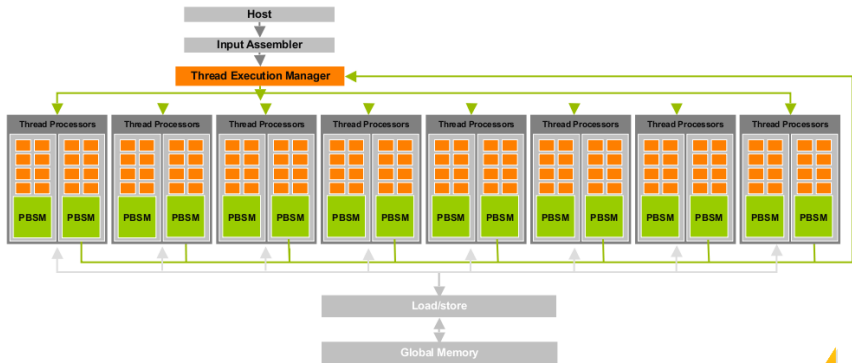 Host
Input Assembler
Thread Execution Manager
Thread Processors Thread Processors Thread Processors Thread Processors Thread Processors Thread Processors Thread Processors Thread Processors
PBSM PBSM PBSM PBSM PBSM PBSM PBSM PBSM PBSM PBSM PBSM PBSM PBSM PBSM PBSM PBSM
Load/store
Global Memory